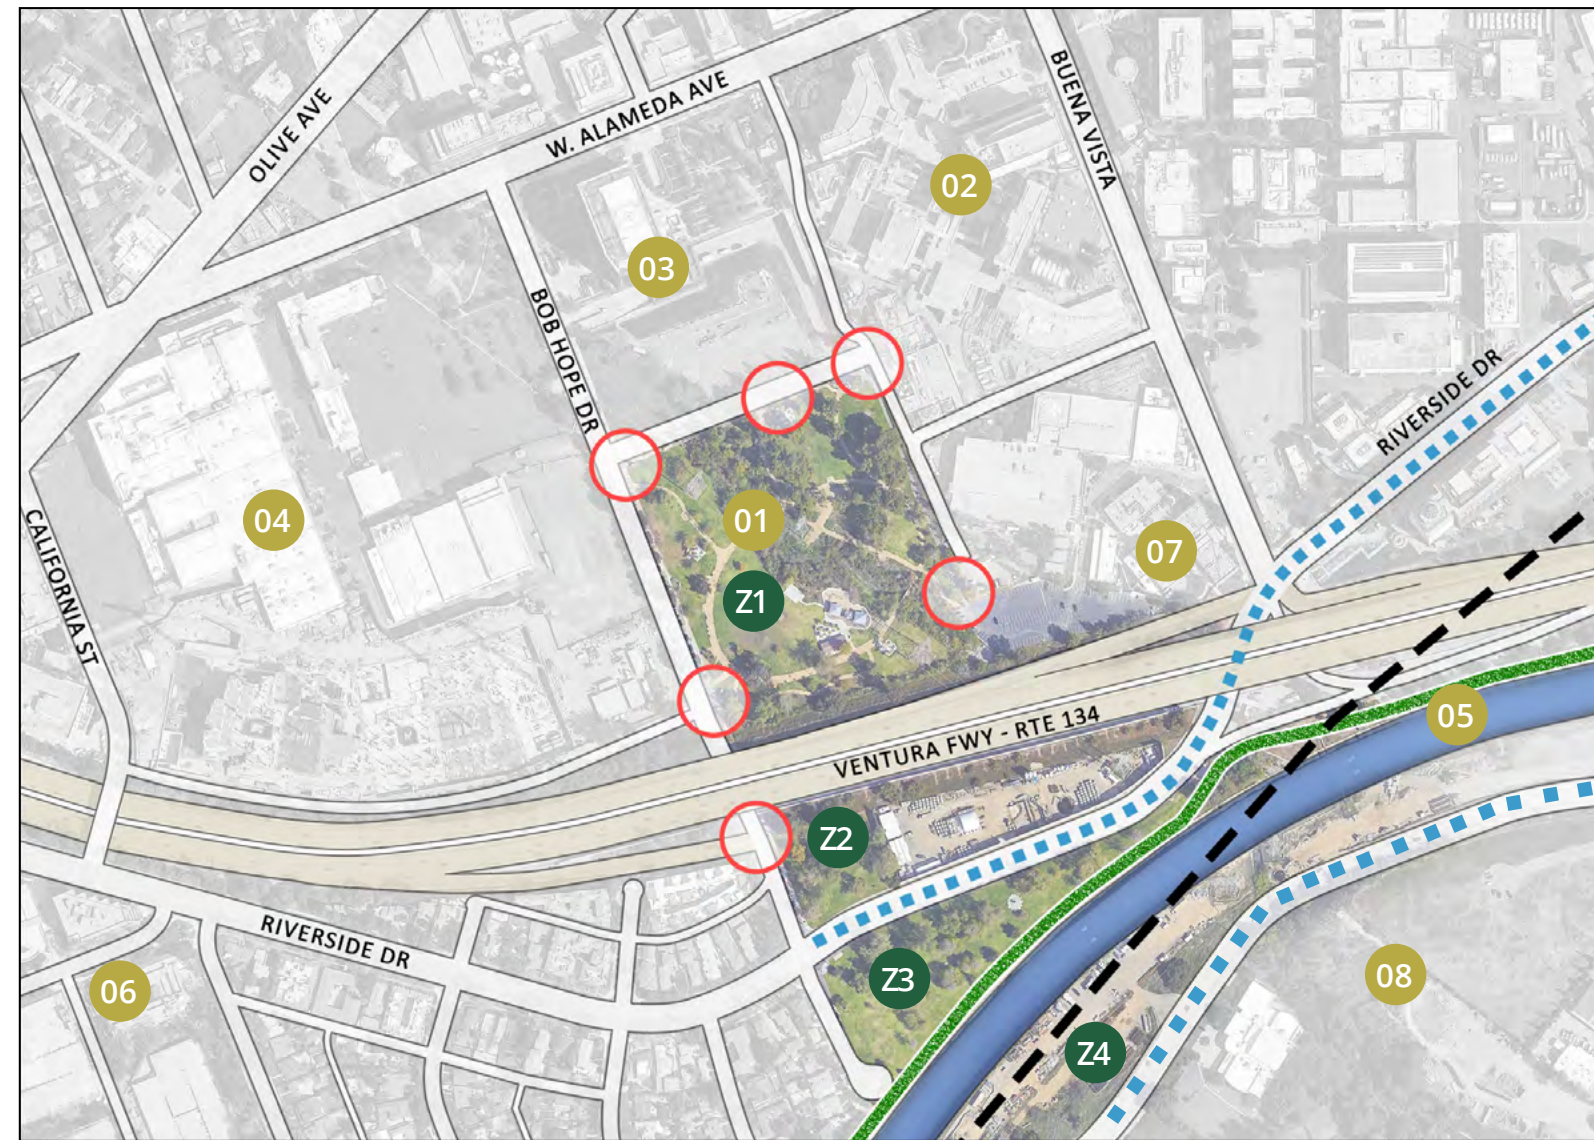 OLIVE AVE
W. ALAMEDA AVE
BUENA VISTA
02
03
BOB HOPE DR
RIVERSIDE DR
CALIFORNIA ST
04
01
07
Z1
05
VENTURA FWY - RTE 134
Z2
RIVERSIDE DR
06
Z3
08
Z4